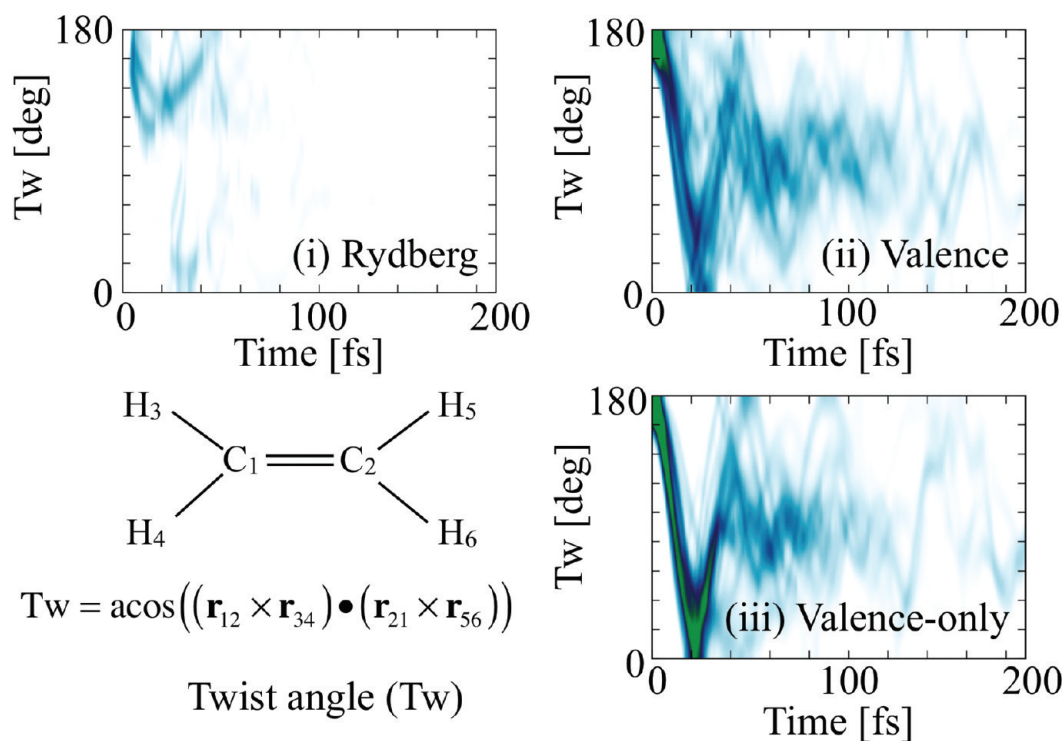 180
Tw [deg]
(i) Rydberg
0
0 100 200
Time [fs]
180
Tw [deg]
(ii) Valence
0
0 100 200
Time [fs]
H₃ H₅
C₁ C₂
H₄ H₆
Tw = acos((r₁₂ × r₃₄) • (r₂₁ × r₅₆))
Twist angle (Tw)
180
Tw [deg]
(iii) Valence-only
0
0 100 200
Time [fs]